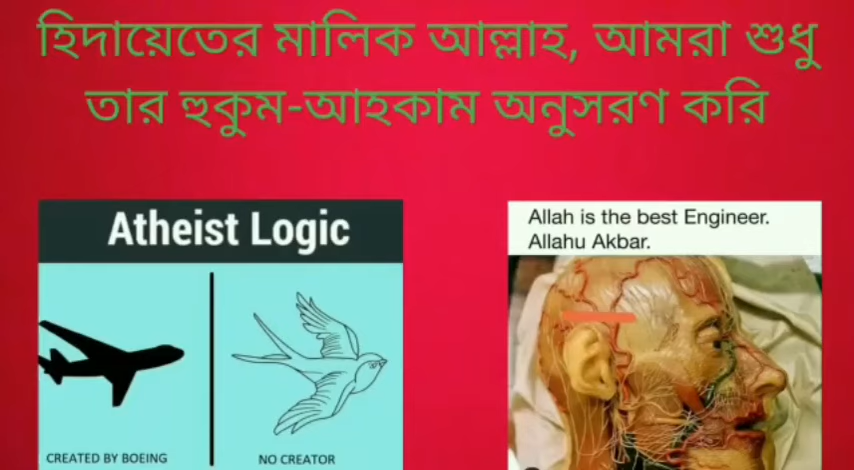 হিদায়েতের মালিক আল্লাহ, আমরা শুধু
তার হুকুম-আহকাম অনুসরণ করি
Atheist Logic
CREATED BY BOEING
NO CREATOR
Allah is the best Engineer.
Allahu Akbar.